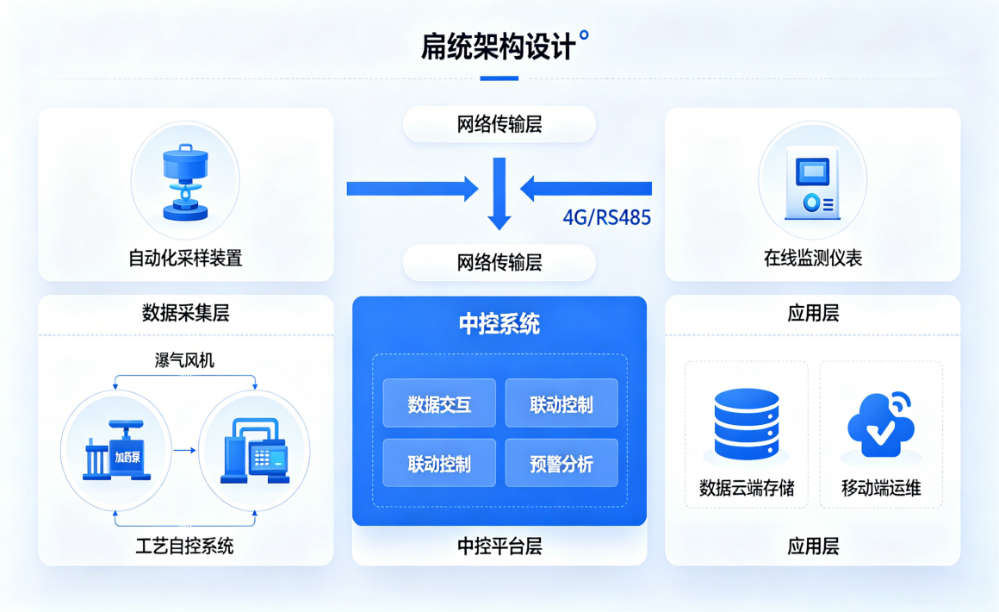 扁统架构设计
网络传输层
4G/RS485
网络传输层
自动化采样装置
在线监测仪表
数据采集层
瀑气风机
加药泵
工艺自控系统
中控系统
数据交互
联动控制
联动控制
预警分析
中控平台层
应用层
数据云端存储
移动端运维
应用层